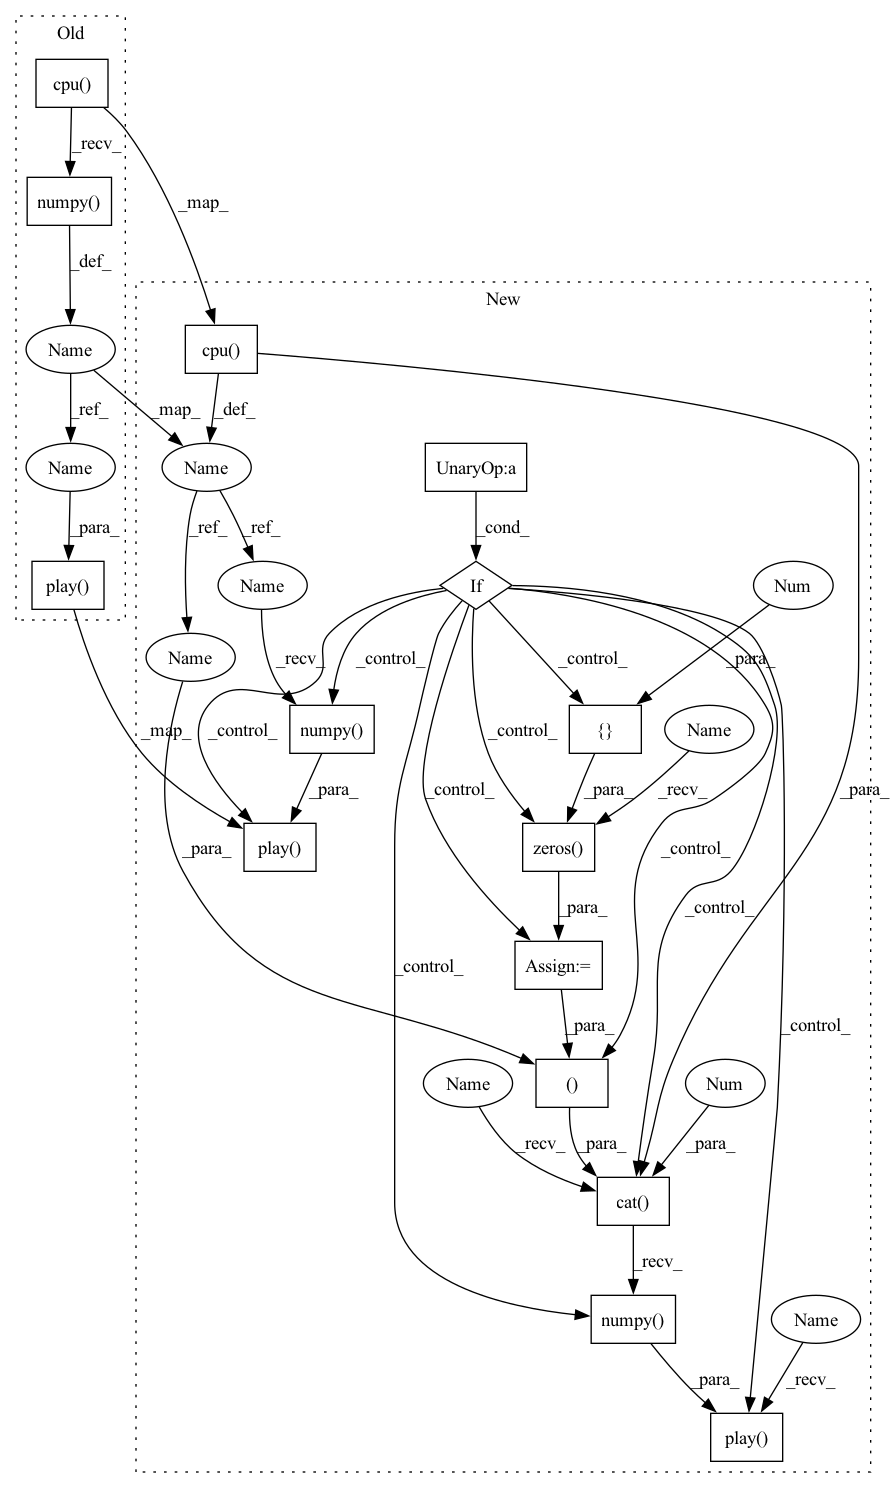 Old
cpu()
_recv_
numpy()
_map_
_def_
New
Name
cpu()
_ref_
_map_
_def_
Name
Name
UnaryOp:a
_para_
_ref_
_ref_
_cond_
play()
Name
If
Num
Name
_recv_
_control_
_control_
_para_
_map_
_control_
numpy()
_control_
{}
Name
_para_
_control_
_para_
_recv_
_para_
play()
_para_
zeros()
_control_
_para_
_control_
_control_
Assign:=
_para_
_control_
Name
()
Num
_recv_
_para_
_para_
cat()
_recv_
numpy()
Name
_para_
_recv_
play()